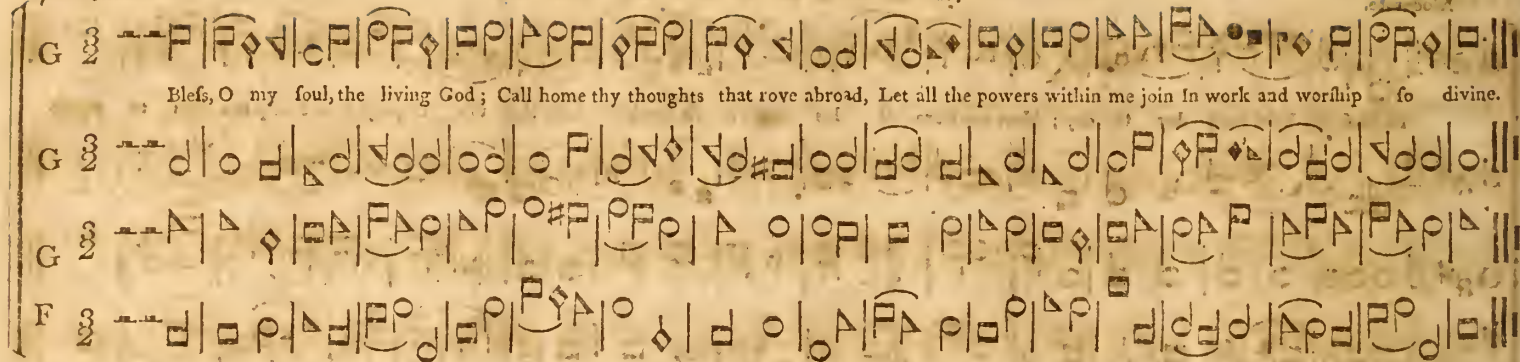 G 3 2
Bleſs, O my ſoul, the living God; Call home thy thoughts that rove abroad, Let all the powers within me join In work and worſhip ſo divine.
G 3 2
G 3 2
F 3 2